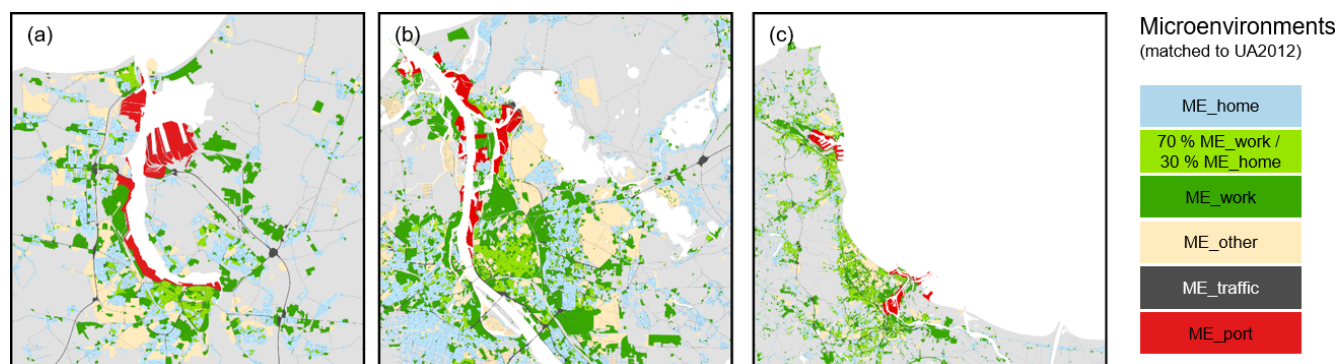 (a)
(b)
(c)
Microenvironments
(matched to UA2012)
ME_home
70 % ME_work /
30 % ME_home
ME_work
ME_other
ME_traffic
ME_port